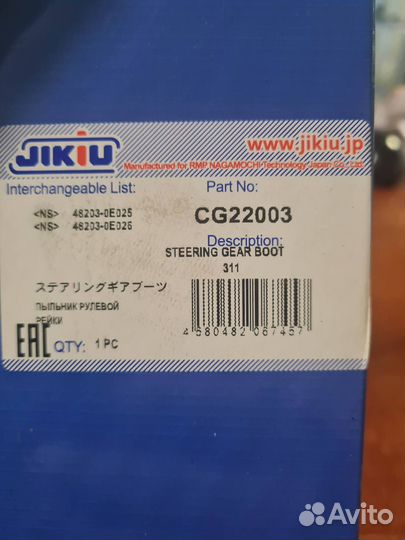 JIKIU
www.jikiu.jp
Manufactured for RMP NAGAMOCHI Technology Japan Co., Ltd.
Interchangeable List:
Part No:
<NS> 48203-0E025
<NS> 48203-0E026
CG22003
Description:
STEERING GEAR BOOT
311
ステアリングギアブーツ
ПЫЛЬНИК РУЛЕВОЙ
РЕЙКИ
4 580482 067457
EAC
QTY: 1 PC
Avito